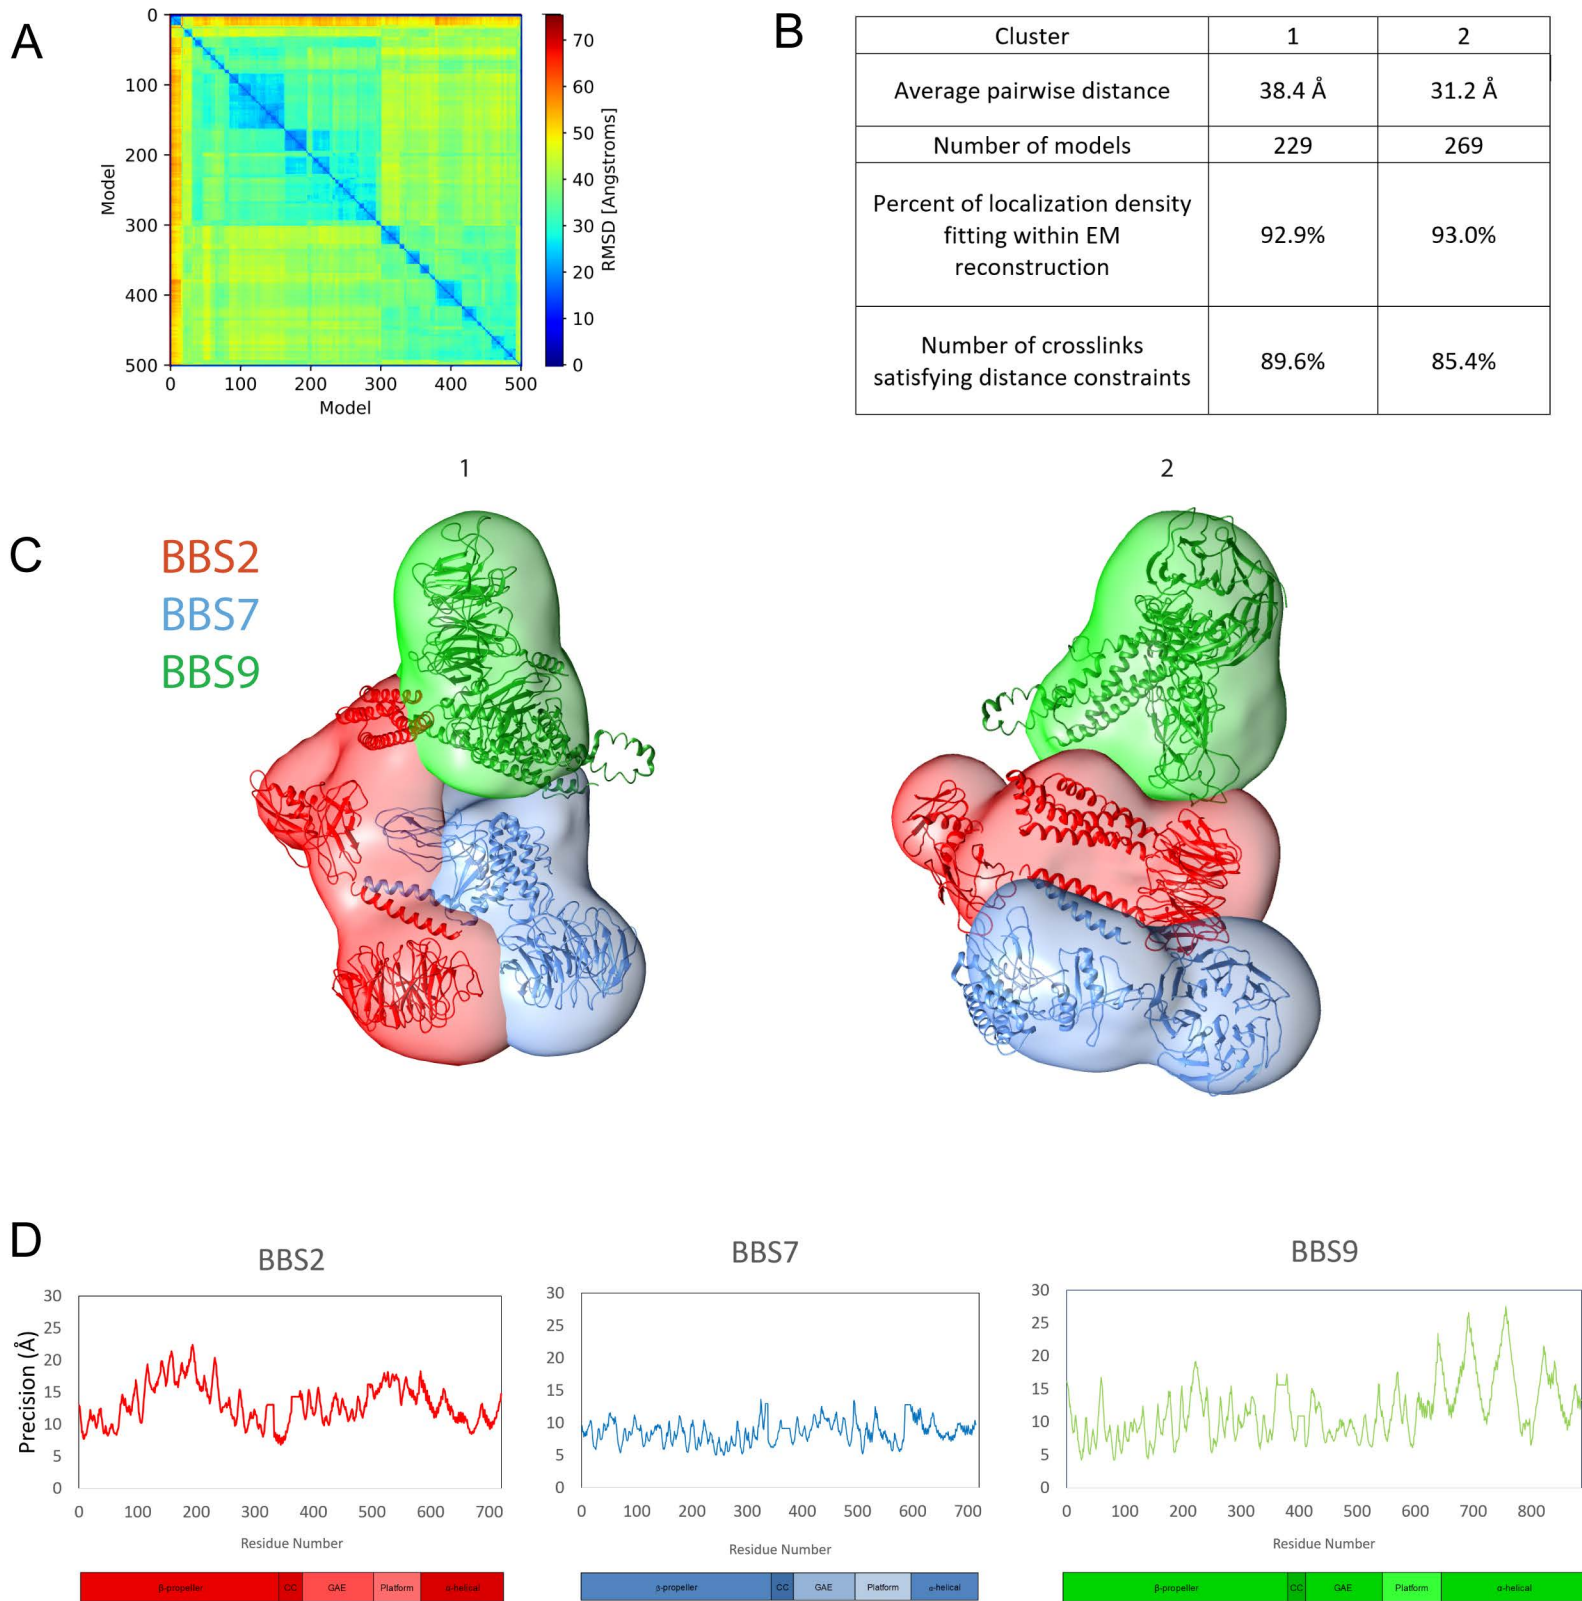 A
0
100
200
300
400
500
Model
0
100
200
300
400
500
Model
70
60
50
40
30
20
10
0
RMSD [Angstroms]
B
Cluster 1 2
Average pairwise distance 38.4 Å 31.2 Å
Number of models 229 269
Percent of localization density
fitting within EM
reconstruction
92.9% 93.0%
Number of crosslinks
satisfying distance constraints
89.6% 85.4%
1
2
C
BBS2
BBS7
BBS9
D
BBS2
30
25
20
15
10
5
0
Precision (Å)
0 100 200 300 400 500 600 700
Residue Number
β-propeller CC GAE Platform α-helical
BBS7
30
25
20
15
10
5
0
0 100 200 300 400 500 600 700
Residue Number
β-propeller CC GAE Platform α-helical
BBS9
30
25
20
15
10
5
0
0 100 200 300 400 500 600 700 800
Residue Number
β-propeller CC GAE Platform α-helical